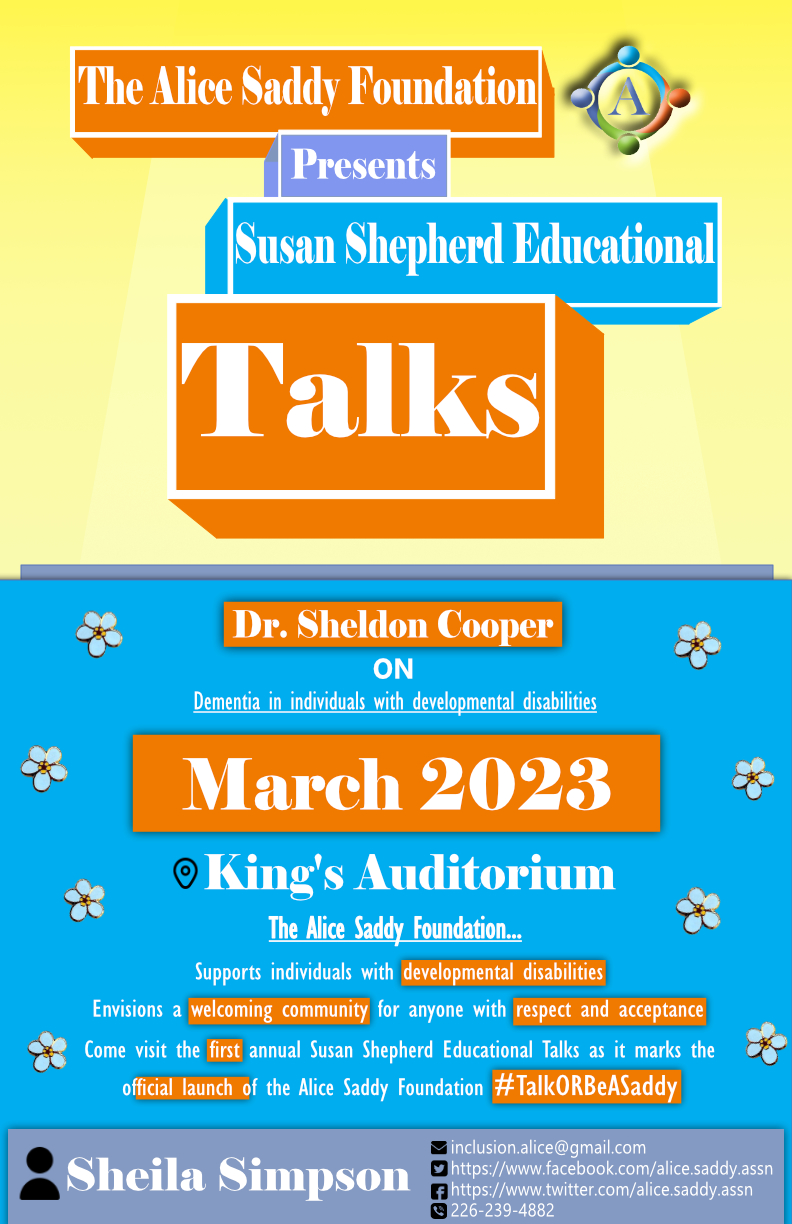 The Alice Saddy Foundation
A
Presents
Susan Shepherd Educational
Talks
Dr. Sheldon Cooper
ON
Dementia in individuals with developmental disabilities
March 2023
King's Auditorium
The Alice Saddy Foundation...
Supports individuals with developmental disabilities
Envisions a welcoming community for anyone with respect and acceptance
Come visit the first annual Susan Shepherd Educational Talks as it marks the
official launch of the Alice Saddy Foundation #TalkORBeASaddy
Sheila Simpson
inclusion.alice@gmail.com
https://www.facebook.com/alice.saddy.assn
https://www.twitter.com/alice.saddy.assn
226-239-4882